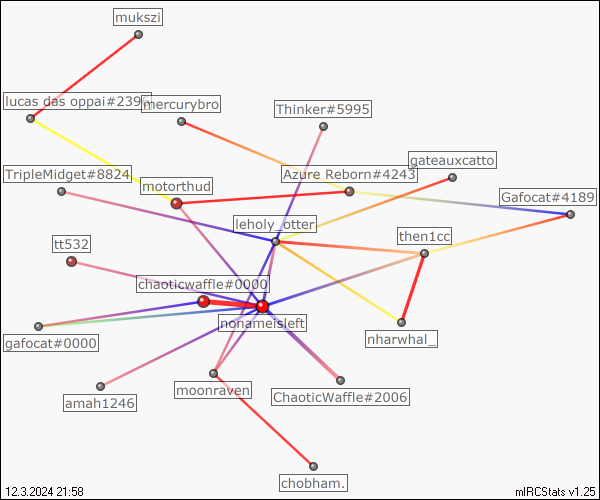 mukszi
lucas das oppai#239
mercurybro
Thinker#5995
gateauxcatto
TripleMidget#8824
motorthud
Azure Reborn#4243
Gafocat#4189
leholy_otter
then1cc
tt532
chaoticwaffle#0000
nonameisleft
gafocat#0000
nharwhal_
amah1246
moonraven
ChaoticWaffle#2006
chobham.
12.3.2024 21:58
mIRCStats v1.25